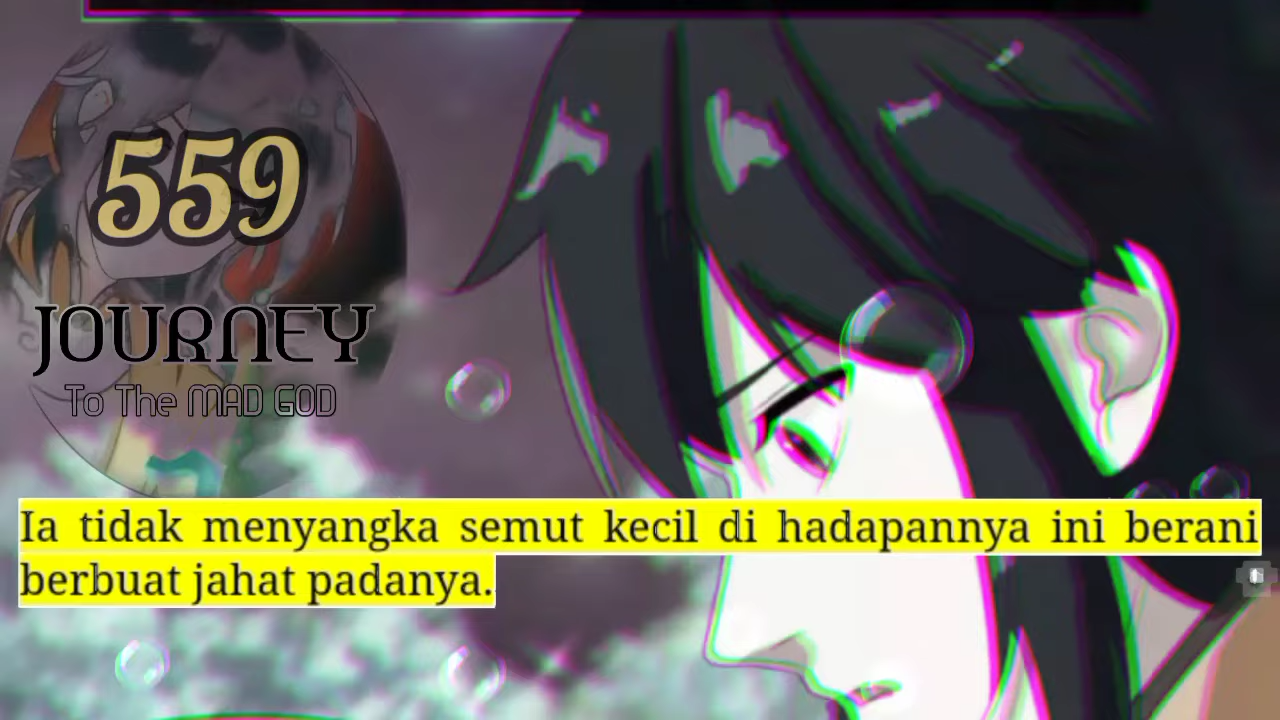 559
JOURNEY
To The MAD GOD
Ia tidak menyangka semut kecil di hadapannya ini berani
berbuat jahat padanya.